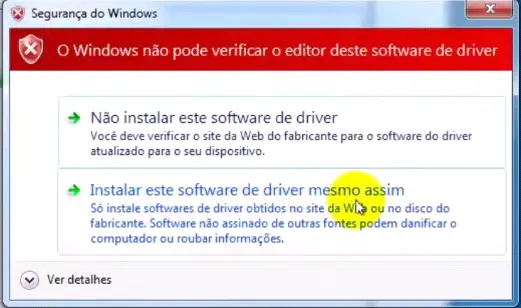 Segurança do Windows
O Windows não pode verificar o editor deste software de driver
Não instalar este software de driver
Você deve verificar o site da Web do fabricante para o software do driver
atualizado para o seu dispositivo.
Instalar este software de driver mesmo assim
Só instale softwares de driver obtidos no site da Web ou no disco do
fabricante. Software não assinado de outras fontes podem danificar o
computador ou roubar informações.
Ver detalhes